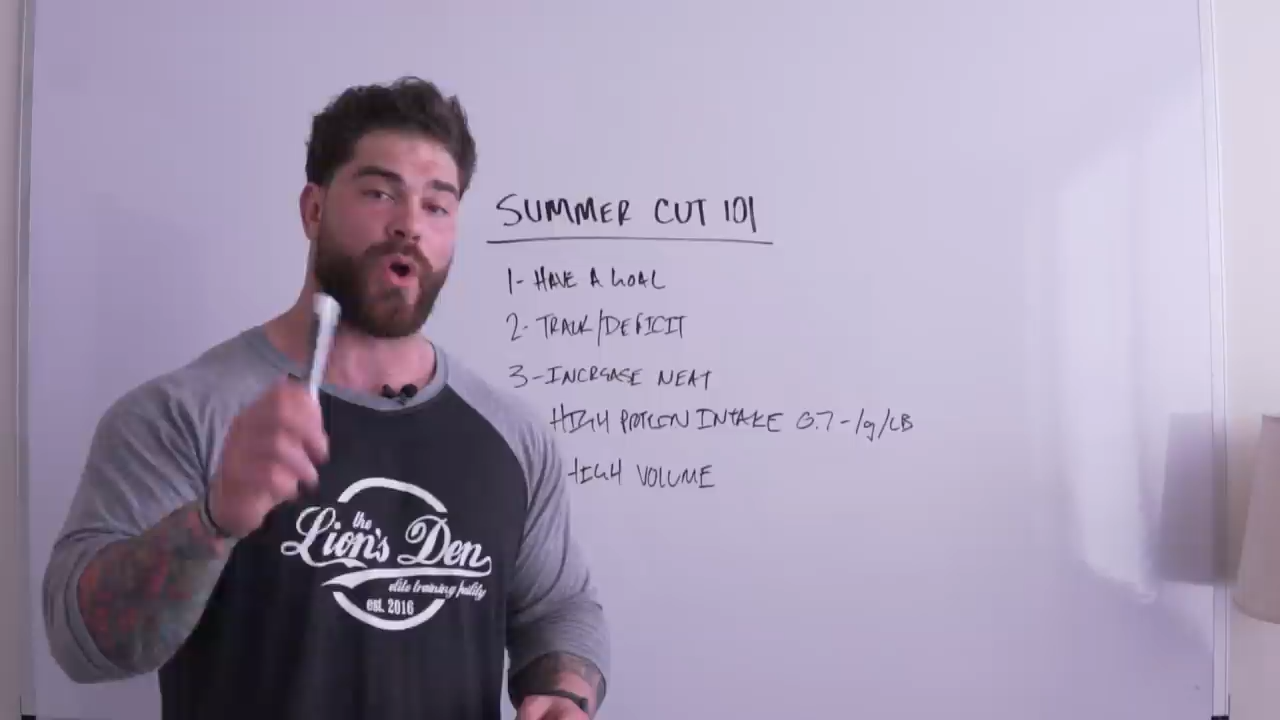 SUMMER CUT 101
1- HAVE A GOAL
2- TRACK/DEFICIT
3-INCREASE NEAT
HIGH PROTEIN INTAKE 0.7-1g/LB
HIGH VOLUME
the
Lion's Den
elite training facility
est. 2016